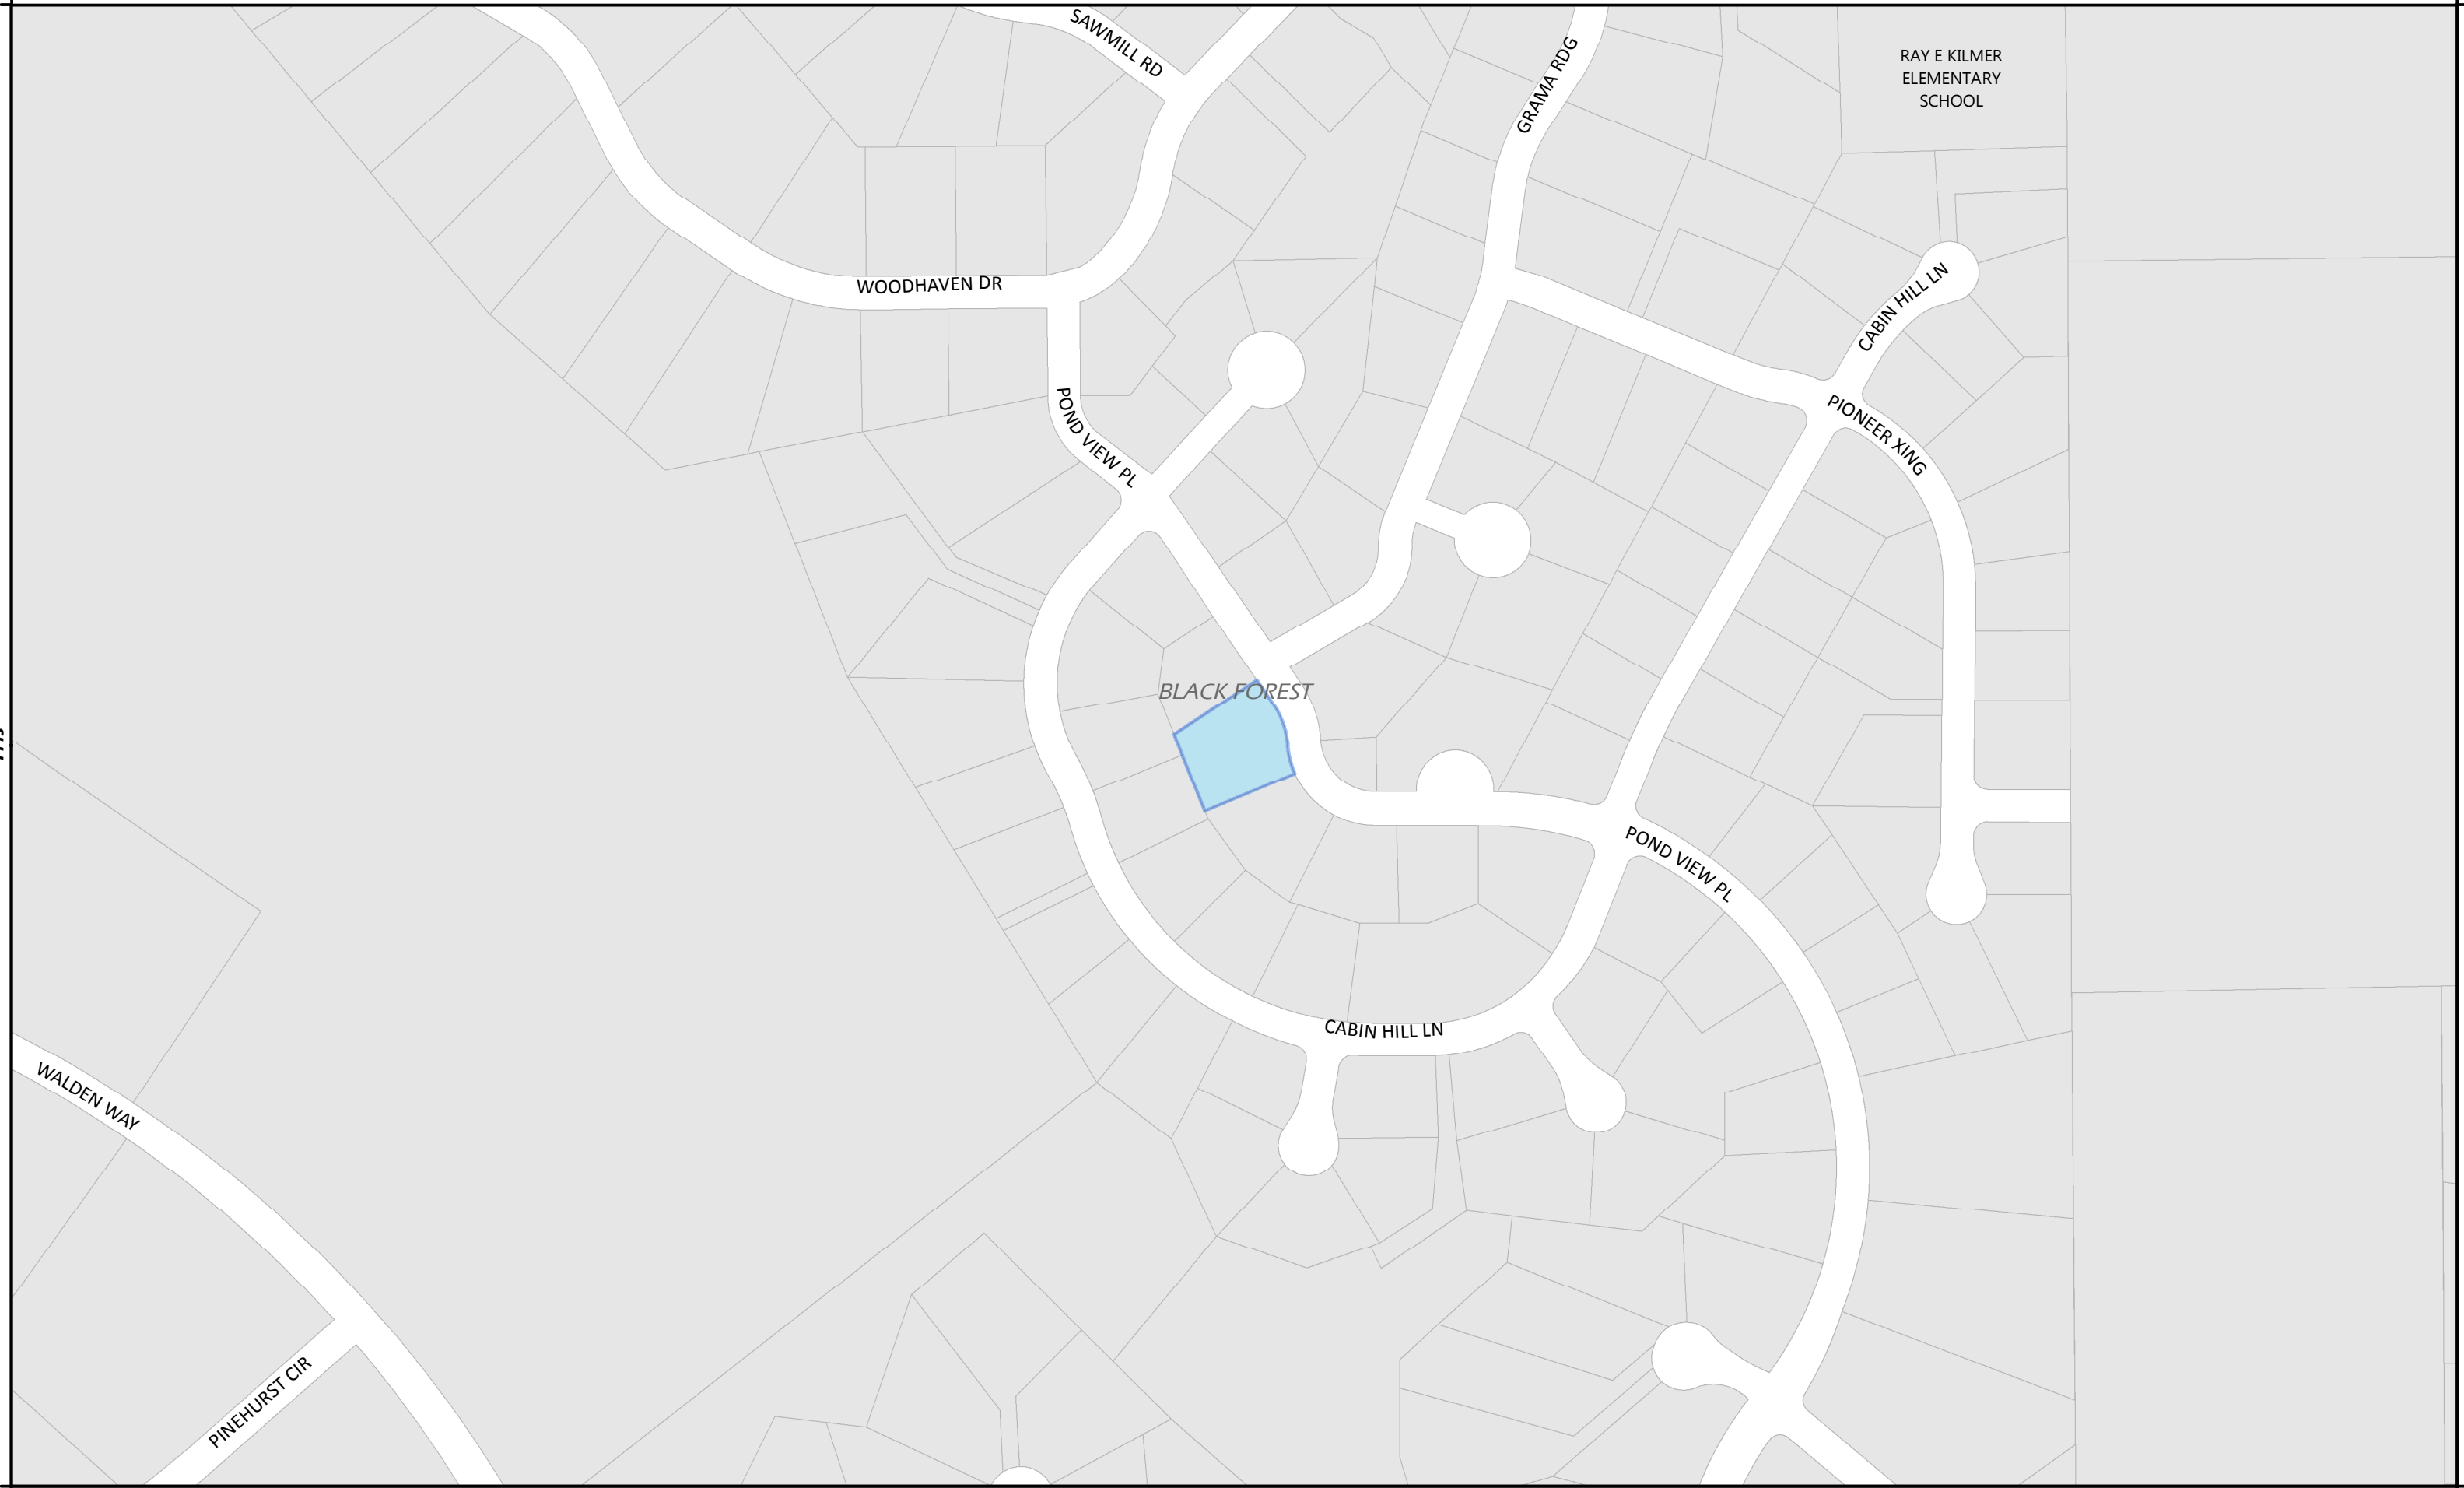 SAWMILL RD
GRAMA RDG
RAY E KILMER
ELEMENTARY
SCHOOL
WOODHAVEN DR
CABIN HILL LN
POND VIEW PL
PIONEER XING
BLACK FOREST
POND VIEW PL
CABIN HILL LN
WALDEN WAY
PINEHURST CIR